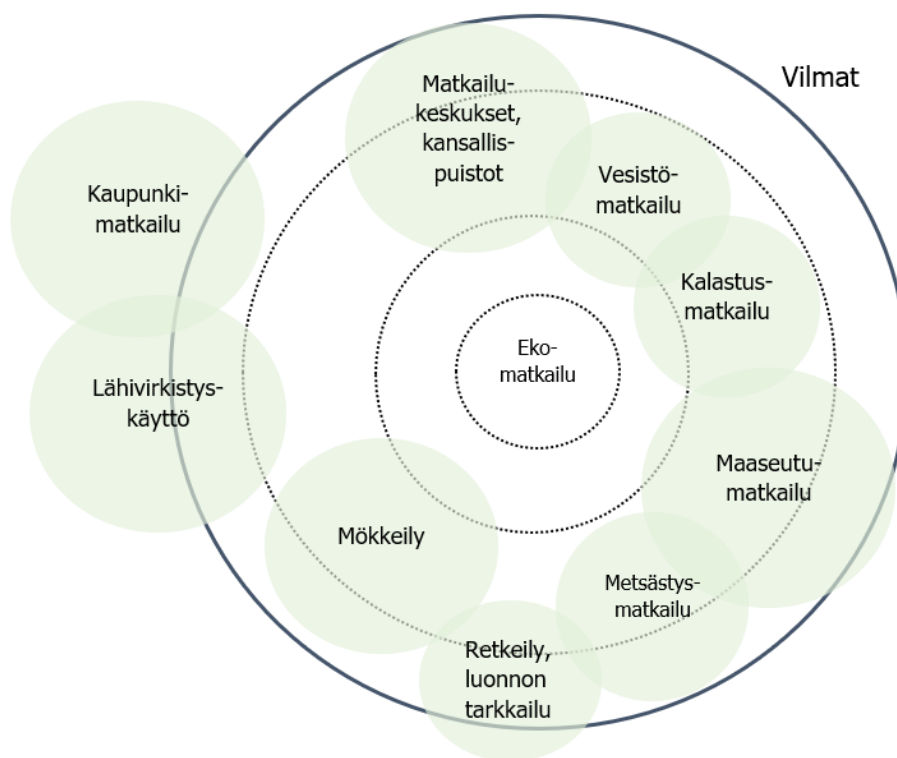 Vilmat
Matkailu-
keskukset,
kansallis-
puistot
Kaupunki-
matkailu
Vesistö-
matkailu
Kalastus-
matkailu
Eko-
matkailu
Lähivirkistys-
käyttö
Maaseutu-
matkailu
Mökkeily
Metsästys-
matkailu
Retkeily,
luonnon
tarkkailu